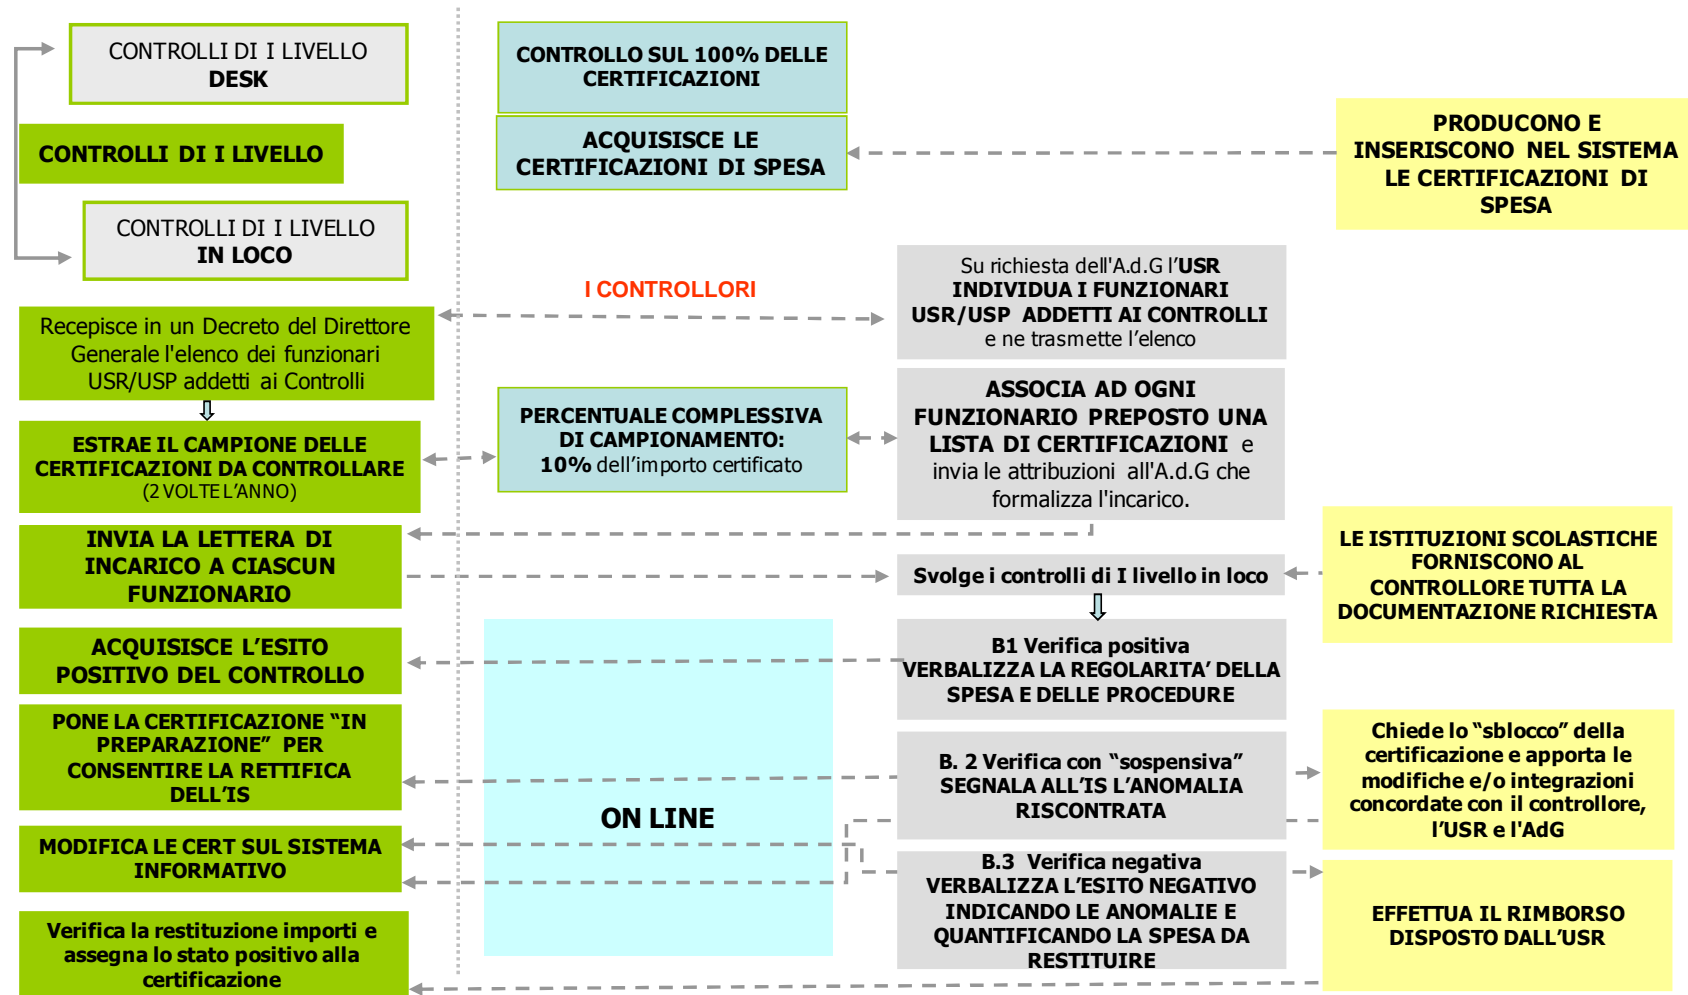 CONTROLLI DI I LIVELLO
DESK
CONTROLLO SUL 100% DELLE
CERTIFICAZIONI
CONTROLLI DI I LIVELLO
ACQUISISCE LE
CERTIFICAZIONI DI SPESA
PRODUCONO E
INSERISCONO NEL SISTEMA
LE CERTIFICAZIONI DI
SPESA
CONTROLLI DI I LIVELLO
IN LOCO
I CONTROLLORI
Su richiesta dell'A.d.G l'USR
INDIVIDUA I FUNZIONARI
USR/USP ADDETTI AI CONTROLLI
e ne trasmette l'elenco
Recepisce in un Decreto del Direttore
Generale l'elenco dei funzionari
USR/USP addetti ai Controlli
ESTRAE IL CAMPIONE DELLE
CERTIFICAZIONI DA CONTROLLARE
(2 VOLTE L'ANNO)
PERCENTUALE COMPLESSIVA
DI CAMPIONAMENTO:
10% dell'importo certificato
ASSOCIA AD OGNI
FUNZIONARIO PREPOSTO UNA
LISTA DI CERTIFICAZIONI e
invia le attribuzioni all'A.d.G che
formalizza l'incarico.
INVIA LA LETTERA DI
INCARICO A CIASCUN
FUNZIONARIO
Svolge i controlli di I livello in loco
LE ISTITUZIONI SCOLASTICHE
FORNISCONO AL
CONTROLLORE TUTTA LA
DOCUMENTAZIONE RICHIESTA
ACQUISISCE L'ESITO
POSITIVO DEL CONTROLLO
ON LINE
B1 Verifica positiva
VERBALIZZA LA REGOLARITA' DELLA
SPESA E DELLE PROCEDURE
PONE LA CERTIFICAZIONE "IN
PREPARAZIONE" PER
CONSENTIRE LA RETTIFICA
DELL'IS
B. 2 Verifica con "sospensiva"
SEGNALA ALL'IS L'ANOMALIA
RISCONTRATA
Chiede lo "sblocco" della
certificazione e apporta le
modifiche e/o integrazioni
concordate con il controllore,
l'USR e l'AdG
MODIFICA LE CERT SUL SISTEMA
INFORMATIVO
B.3 Verifica negativa
VERBALIZZA L'ESITO NEGATIVO
INDICANDO LE ANOMALIE E
QUANTIFICANDO LA SPESA DA
RESTITUIRE
EFFETTUA IL RIMBORSO
DISPOSTO DALL'USR
Verifica la restituzione importi e
assegna lo stato positivo alla
certificazione